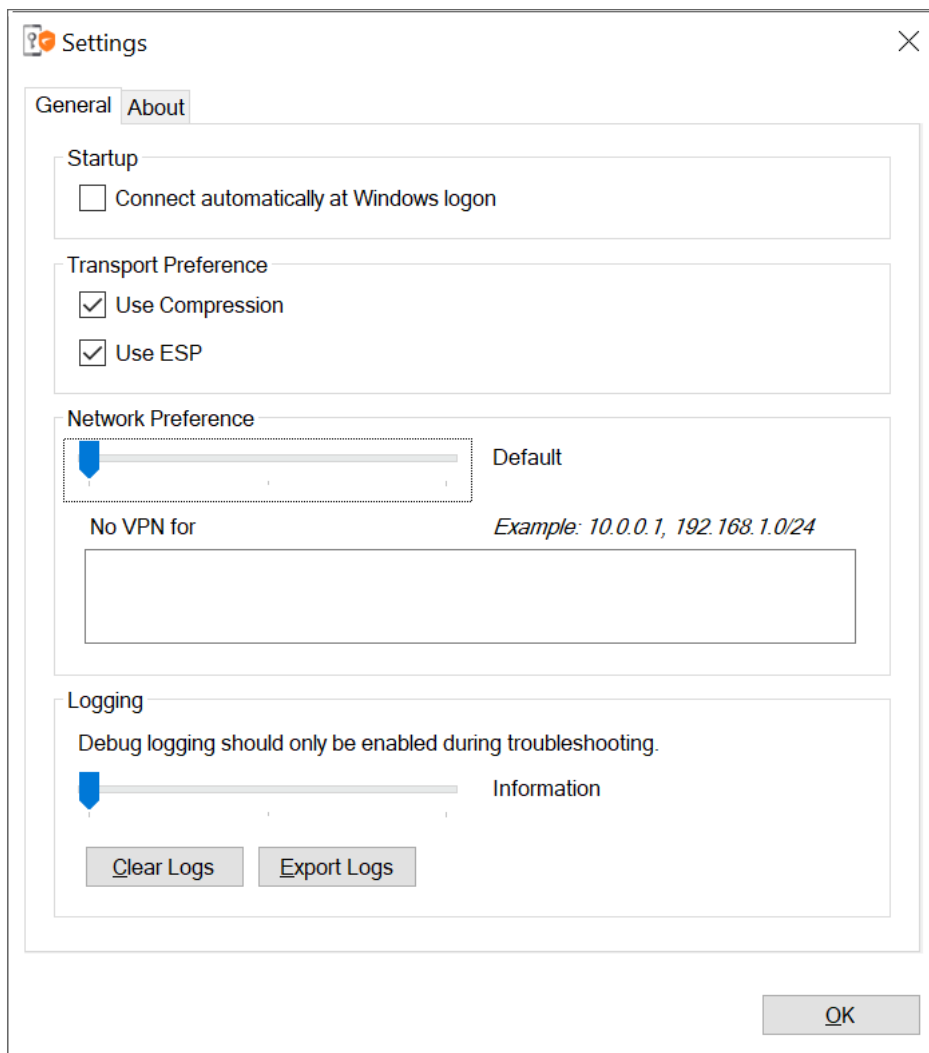 Settings
General About
Startup
Connect automatically at Windows logon
Transport Preference
Use Compression
Use ESP
Network Preference
Default
No VPN for Example: 10.0.0.1, 192.168.1.0/24
Logging
Debug logging should only be enabled during troubleshooting.
Information
Clear Logs Export Logs
OK